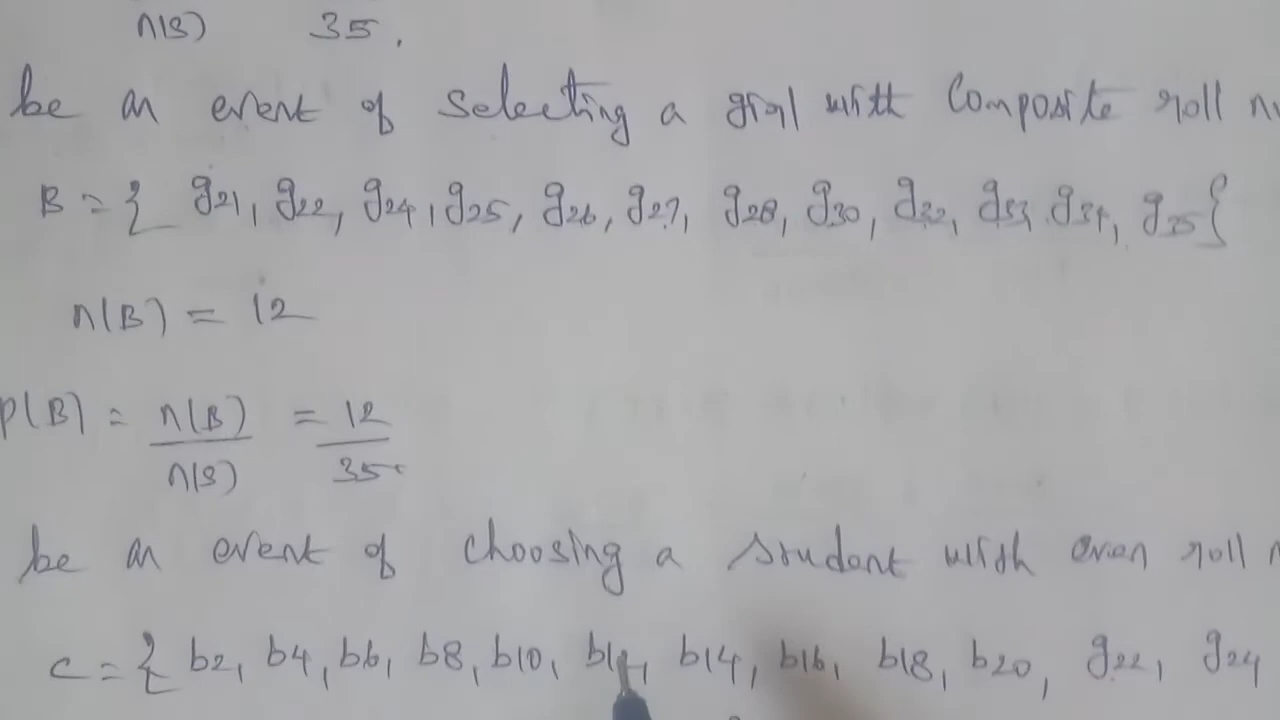 n(S) 35.
be an event of selecting a girl with Composite roll
B = { g21, g22, g24, g25, g26, g27, g28, g30, g32, g33, g34, g35 }
n(B) = 12
P(B) = n(B) = 12
n(S) 35
be an event of choosing a student with even roll
C = { b2, b4, b6, b8, b10, b12, b14, b16, b18, b20, g22, g24